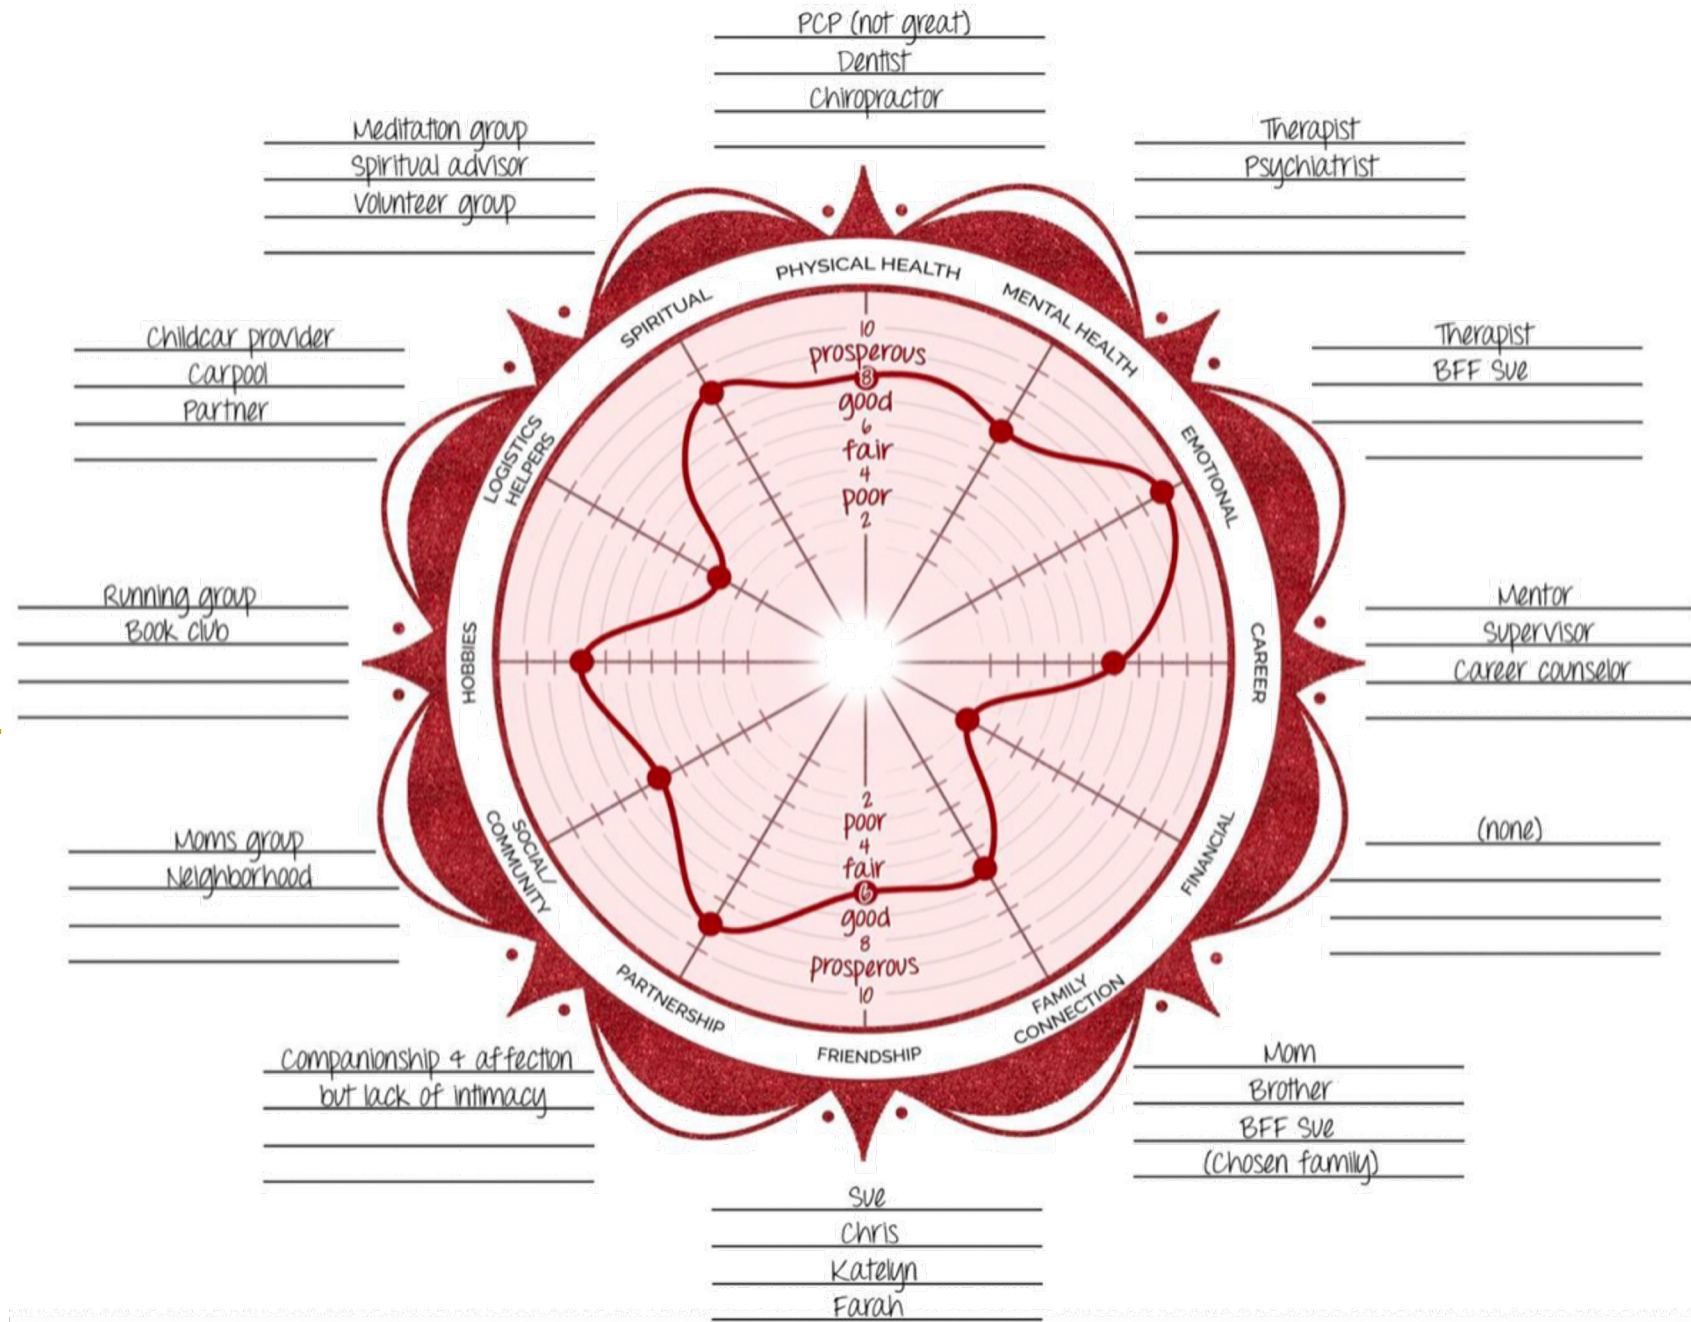 PCP (not great)
Dentist
Chiropractor
Meditation group
Spiritual advisor
Volunteer group
Therapist
Psychiatrist
Childcar provider
Carpool
Partner
Therapist
BFF Sue
Running group
Book club
Mentor
Supervisor
Career counselor
Moms group
Neighborhood
(none)
Companionship & affection
but lack of intimacy
Mom
Brother
BFF Sue
(Chosen family)
Sue
Chris
Katelyn
Farah
PHYSICAL HEALTH
MENTAL HEALTH
EMOTIONAL
CAREER
FINANCIAL
FAMILY
CONNECTION
FRIENDSHIP
PARTNERSHIP
SOCIAL/
COMMUNITY
HOBBIES
LOGISTICS
HELPERS
SPIRITUAL
10
prosperous
8
good
6
fair
4
poor
2
2
poor
4
fair
6
good
8
prosperous
10